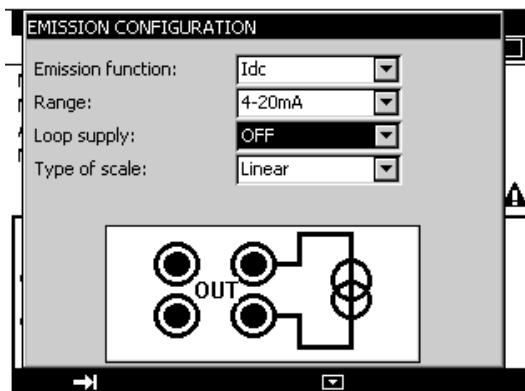 EMISSION CONFIGURATION
Emission function: Idc
Range: 4-20mA
Loop supply: OFF
Type of scale: Linear
OUT